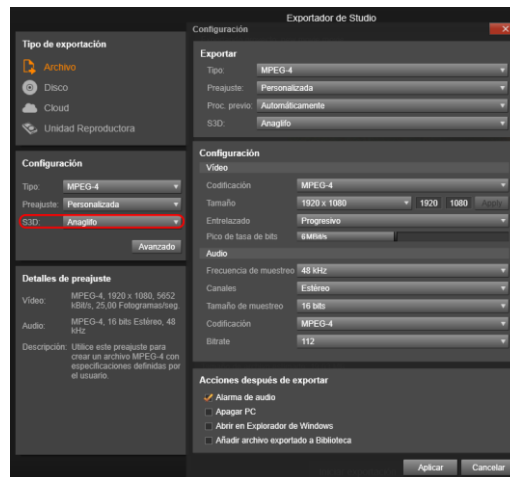 Exportador de Studio
Tipo de exportación
Archivo
Disco
Cloud
Unidad Reproductora
Configuración
Tipo: MPEG-4
Preajuste: Personalizada
S3D: Anaglifo
Avanzado
Detalles de preajuste
Vídeo: MPEG-4, 1920 x 1080, 5652
kBit/s, 25,00 Fotogramas/seg.
Audio: MPEG-4, 16 bits Estéreo, 48
kHz
Descripción: Utilice este preajuste para
crear un archivo MPEG-4 con
especificaciones definidas por
el usuario.
Configuración
Exportar
Tipo: MPEG-4
Preajuste: Personalizada
Proc. previo: Automáticamente
S3D: Anaglifo
Configuración
Vídeo
Codificación MPEG-4
Tamaño 1920 x 1080 1920 1080 Apply
Entrelazado Progresivo
Pico de tasa de bits 6MBit/s
Audio
Frecuencia de muestreo 48 kHz
Canales Estéreo
Tamaño de muestreo 16 bits
Codificación MPEG-4
Bitrate 112
Acciones después de exportar
Alarma de audio
Apagar PC
Abrir en Explorador de Windows
Añadir archivo exportado a Biblioteca
Aplicar Cancelar